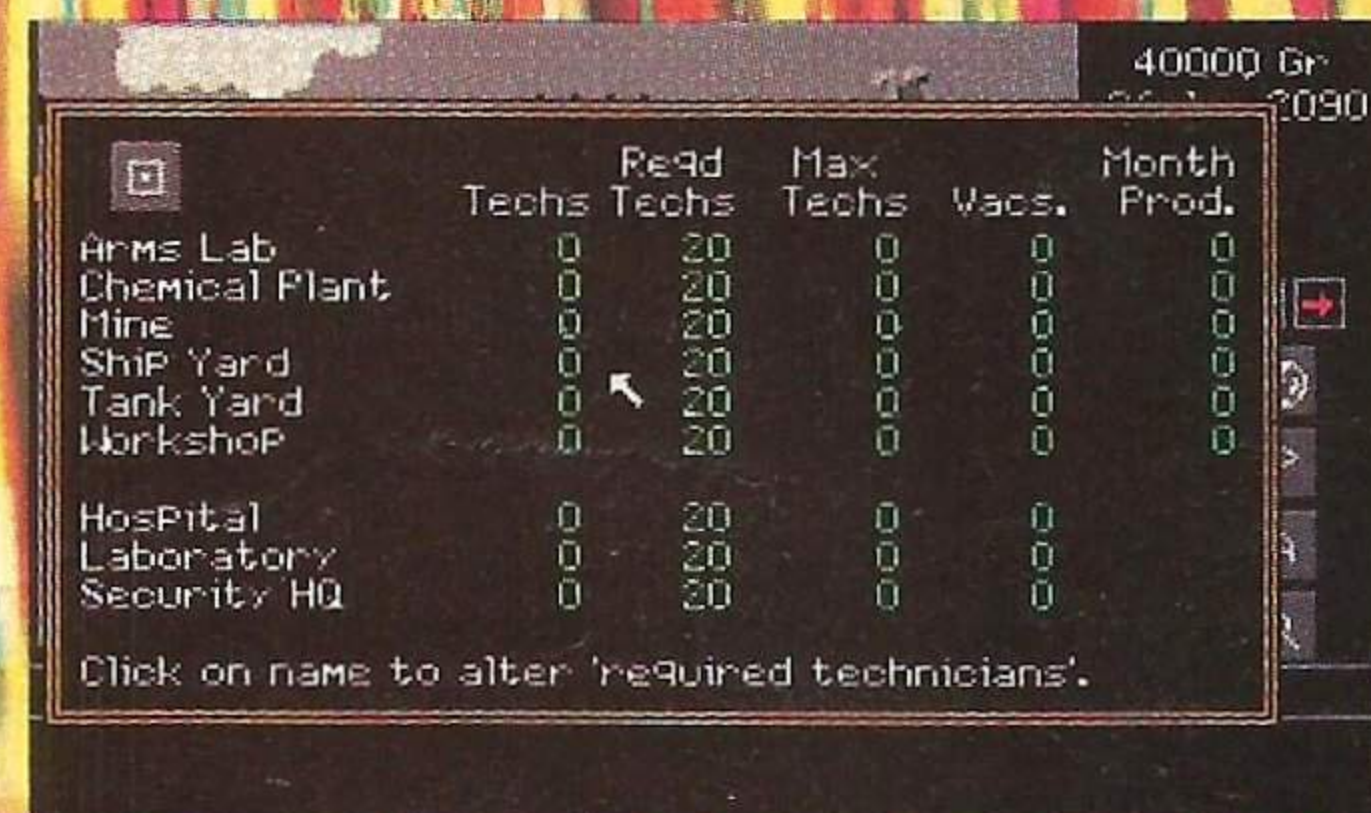 40000 Gr
2090
Reqd Max Month
Techs Techs Techs Vacs. Prod.
Arms Lab 0 20 0 0 0
Chemical Plant 0 20 0 0 0
Mine 0 20 0 0 0
Ship Yard 0 20 0 0 0
Tank Yard 0 20 0 0 0
Workshop 0 20 0 0 0
Hospital 0 20 0 0
Laboratory 0 20 0 0
Security HQ 0 20 0 0
Click on name to alter 'required technicians'.